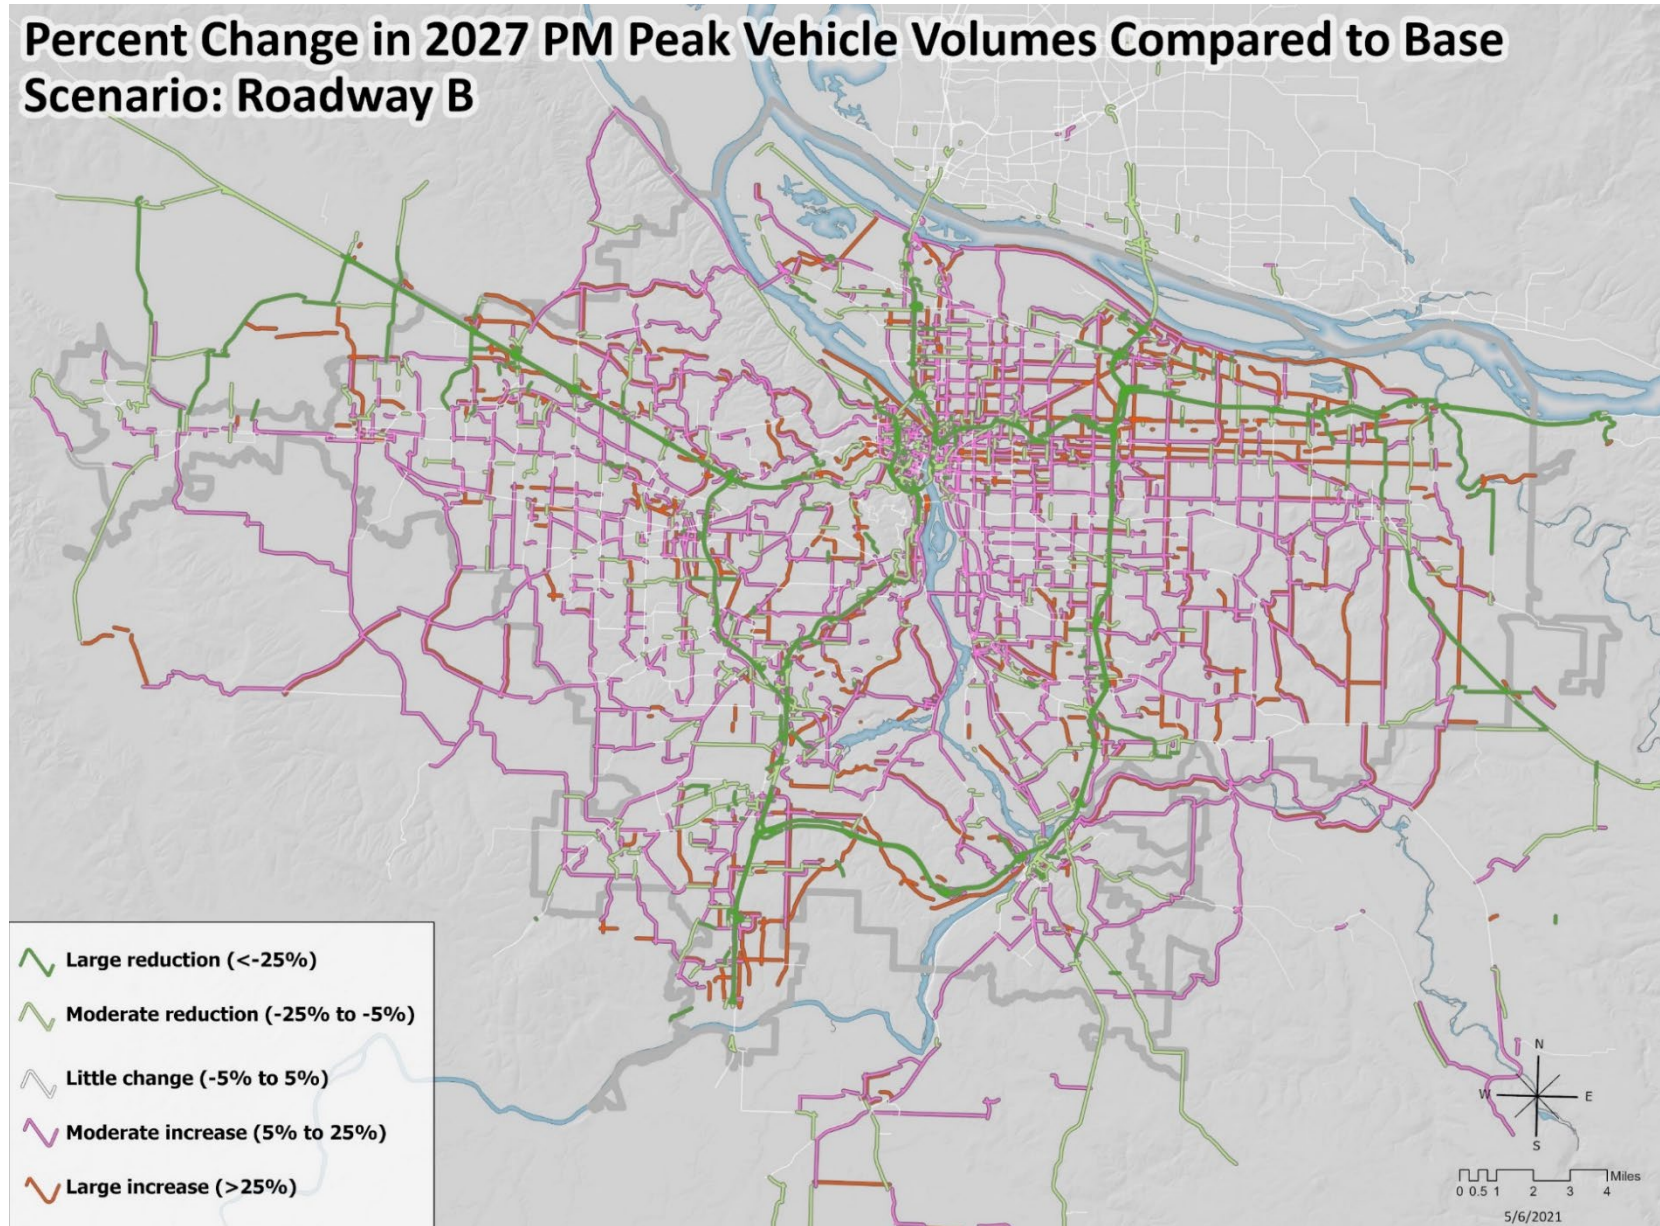 Percent Change in 2027 PM Peak Vehicle Volumes Compared to Base
Scenario: Roadway B
Large reduction (<-25%)
Moderate reduction (-25% to -5%)
Little change (-5% to 5%)
Moderate increase (5% to 25%)
Large increase (>25%)
N
W
E
S
Miles
0 0.5 1 2 3 4
5/6/2021